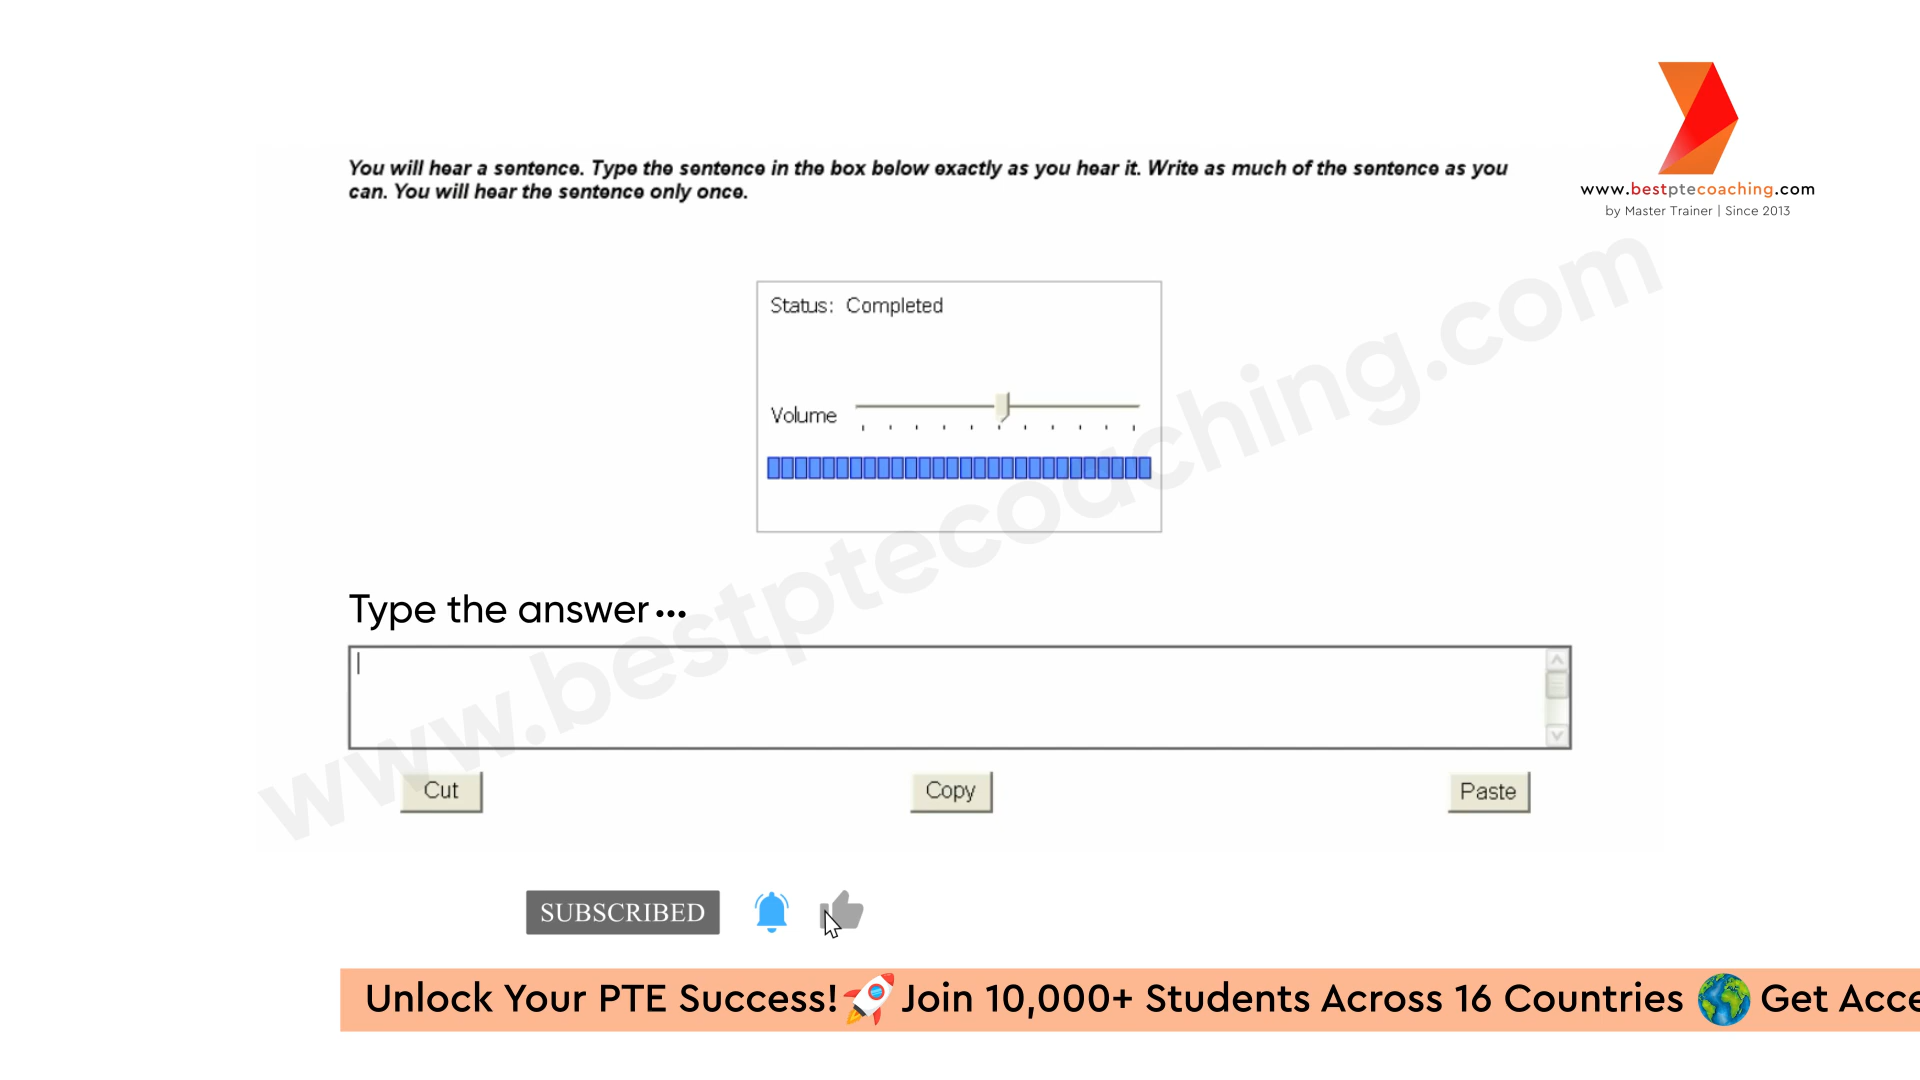 You will hear a sentence. Type the sentence in the box below exactly as you hear it. Write as much of the sentence as you
can. You will hear the sentence only once.
www.bestptecoaching.com
by Master Trainer | Since 2013
Status: Completed
Volume
www.bestptecoaching.com
Type the answer...
Cut
Copy
Paste
SUBSCRIBED
Unlock Your PTE Success!🚀Join 10,000+ Students Across 16 Countries 🌍 Get Acce